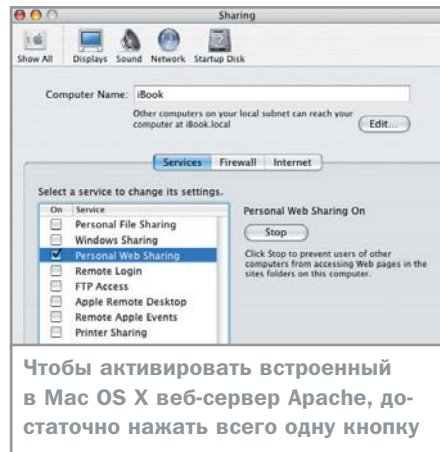 Sharing
Show All Displays Sound Network Startup Disk
Computer Name: iBook
Other computers on your local subnet can reach your
computer at iBook.local
Edit...
Services Firewall Internet
Select a service to change its settings.
On Service
Personal File Sharing
Windows Sharing
Personal Web Sharing
Remote Login
FTP Access
Apple Remote Desktop
Remote Apple Events
Printer Sharing
Personal Web Sharing On
Stop
Click Stop to prevent users of other
computers from accessing Web pages in the
sites folders on this computer.
Чтобы активировать встроенный
в Mac OS X веб-сервер Apache, до-
статочно нажать всего одну кнопку